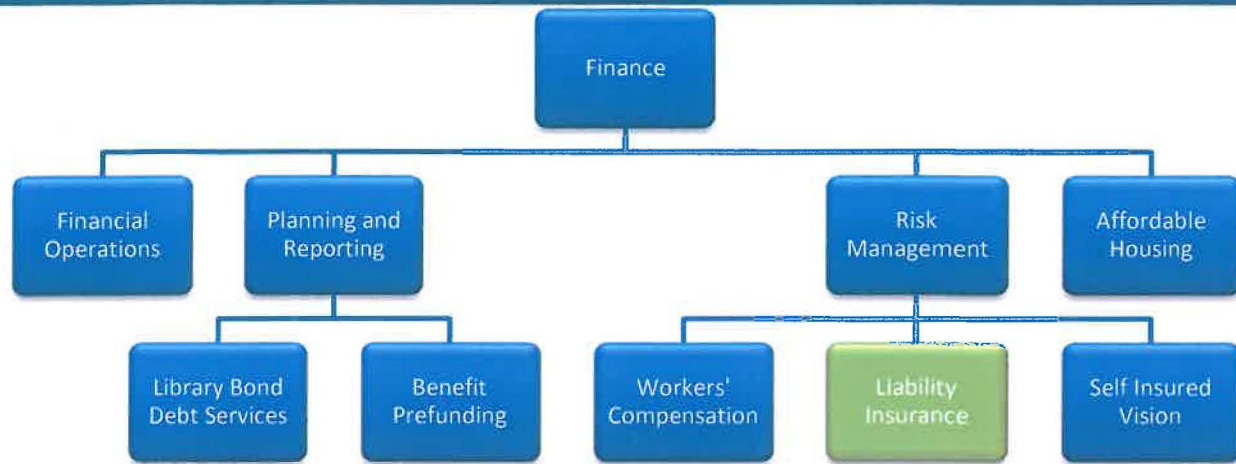 Finance
Financial
Operations
Planning and
Reporting
Risk
Management
Affordable
Housing
Library Bond
Debt Services
Benefit
Prefunding
Workers'
Compensation
Liability
Insurance
Self Insured
Vision